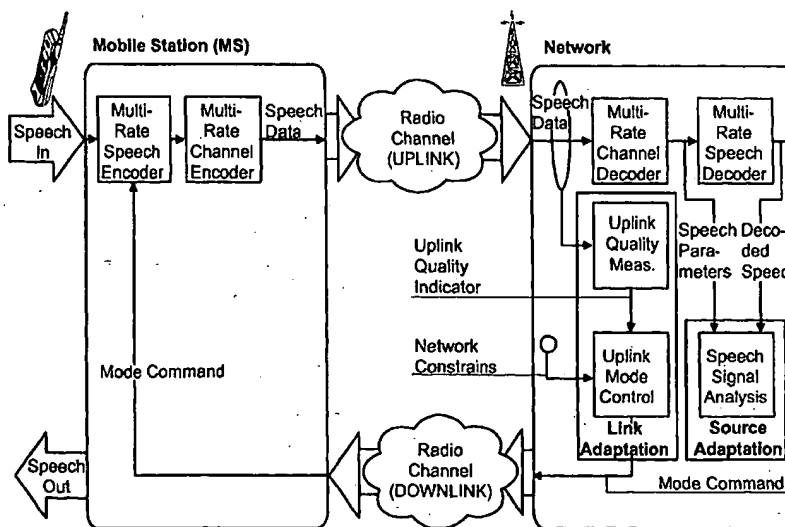 Mobile Station (MS)
Network
Speech
In
Multi-
Rate
Speech
Encoder
Multi-
Rate
Channel
Encoder
Speech
Data
Radio
Channel
(UPLINK)
Speech
Data
Multi-
Rate
Channel
Decoder
Multi-
Rate
Speech
Decoder
Uplink
Quality
Meas.
Speech
Para-
meters
Deco-
ded
Speed
Uplink
Quality
Indicator
Network
Constrains
Uplink
Mode
Control
Speech
Signal
Analysis
Link
Adaptation
Source
Adaptation
Mode Command
Speech
Out
Radio
Channel
(DOWNLINK)
Mode Command